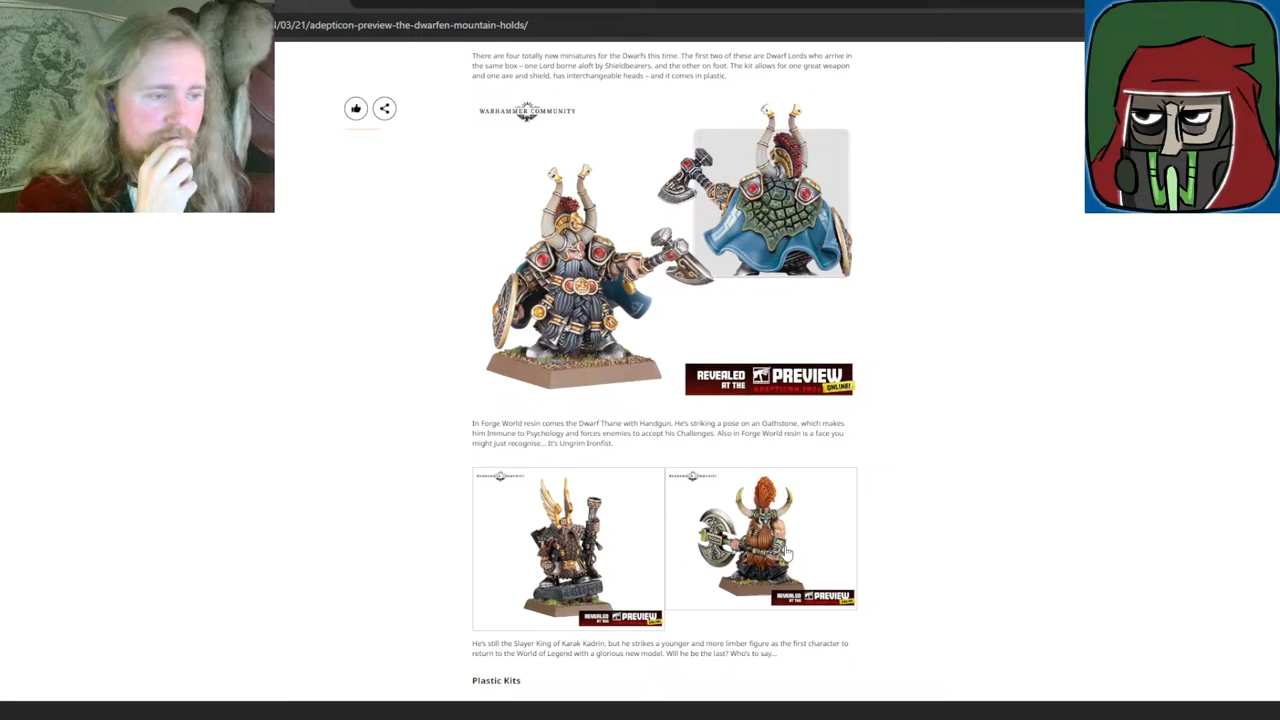 4/03/21/adepticon-preview-the-dwarfen-mountain-holds/
There are four totally new miniatures for the Dwarfs this time. The first two of these are Dwarf Lords who arrive in
the same box – one Lord borne aloft by Shieldbearers, and the other on foot. The kit allows for one great weapon
and one axe and shield, has interchangeable heads – and it comes in plastic.
WARHAMMER COMMUNITY
REVEALED AT THE PREVIEW
ADEPTICON 2024 ONLINE!
In Forge World resin comes the Dwarf Thane with Handgun. He's striking a pose on an Oathstone, which makes
him Immune to Psychology and forces enemies to accept his Challenges. Also in Forge World resin is a face you
might just recognise... It's Ungrim Ironfist.
WARHAMMER COMMUNITY
WARHAMMER COMMUNITY
REVEALED AT THE PREVIEW
REVEALED AT THE PREVIEW
He's still the Slayer King of Karak Kadrin, but he strikes a younger and more limber figure as the first character to
return to the World of Legend with a glorious new model. Will he be the last? Who's to say...
Plastic Kits